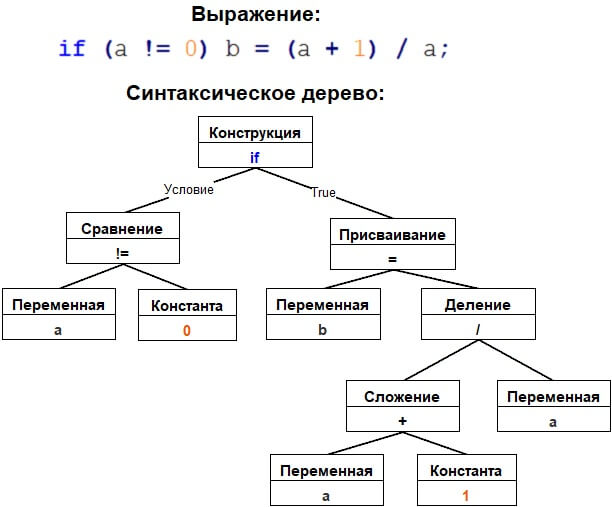 Выражение:
if (a != 0) b = (a + 1) / a;
Синтаксическое дерево:
Конструкция
if
Условие
True
Сравнение
!=
Присваивание
=
Переменная
a
Константа
0
Переменная
b
Деление
/
Сложение
+
Переменная
a
Переменная
a
Константа
1